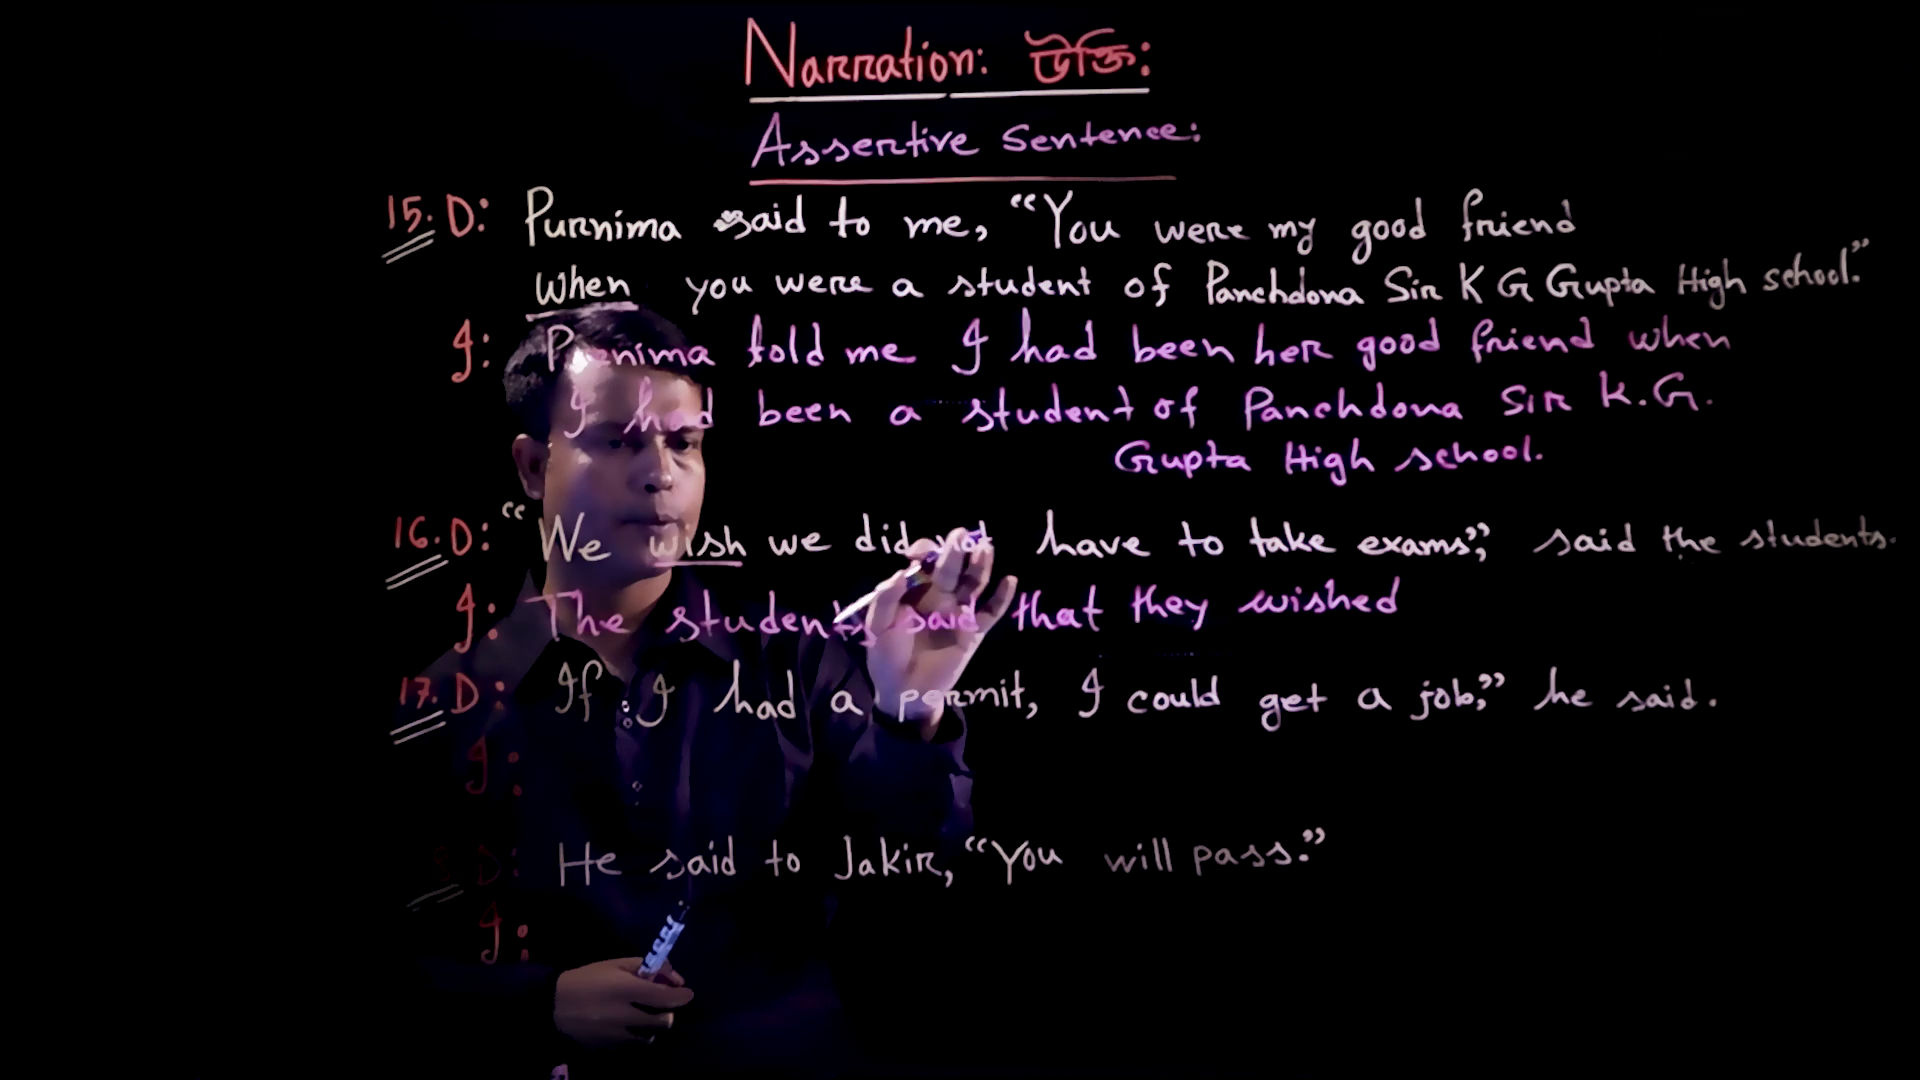 Narration: উক্তি:
Assertive Sentence:
15. D: Purnima said to me, “You were my good friend
when you were a student of Panchdona Sir K G Gupta High school.”
I: Purnima told me I had been her good friend when
I had been a student of Panchdona Sir K.G.
Gupta High school.
16. D: “We wish we did not have to take exams”, said the students.
I: The students said that they wished
17. D: If I had a permit, I could get a job,” he said.
I:
D: He said to Jakir, “You will pass.”
I: